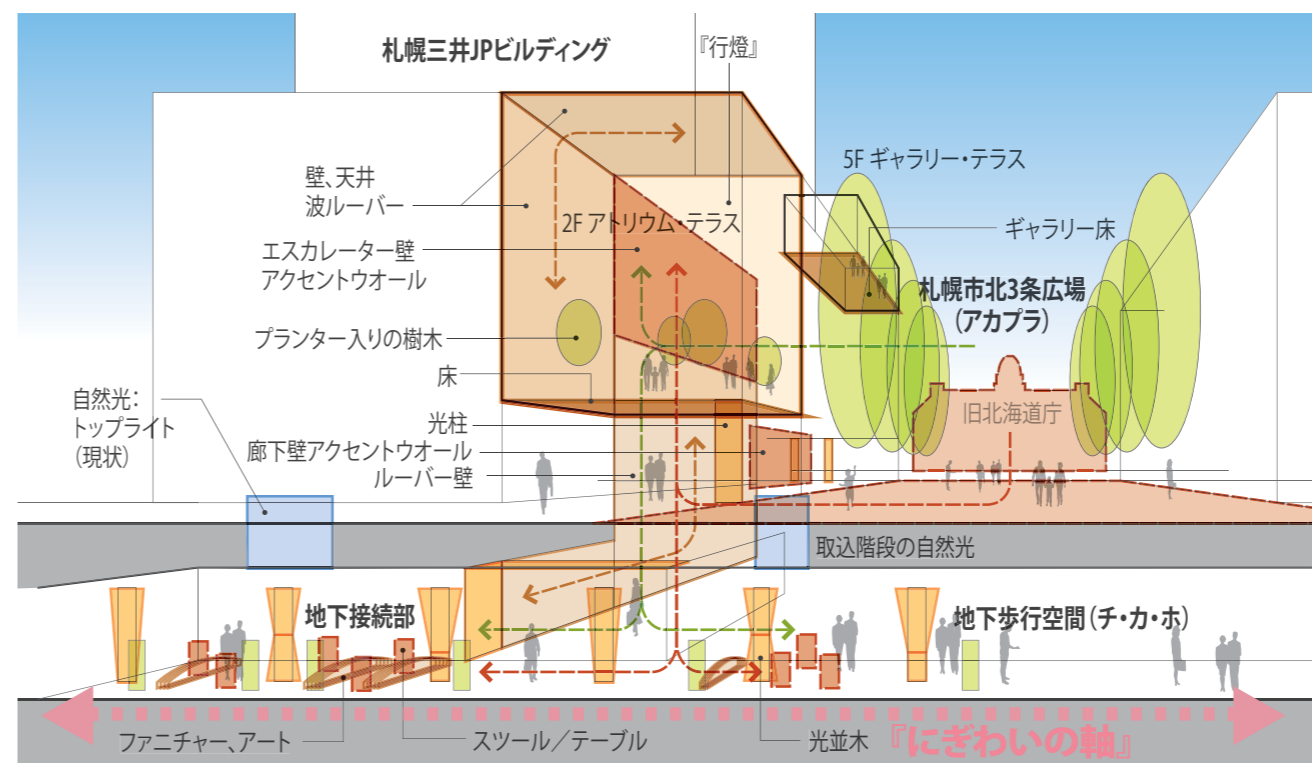 札幌三井JPビルディング
『行燈』
5F ギャラリー・テラス
壁、天井
波ルーバー
2F アトリウム・テラス
ギャラリー床
エスカレーター壁
アクセントウオール
札幌市北3条広場
（アカプラ）
プランター入りの樹木
床
自然光：
トップライト
（現状）
光柱
旧北海道庁
廊下壁アクセントウオール
ルーバー壁
取込階段の自然光
地下接続部
地下歩行空間（チ・カ・ホ）
ファニチャー、アート
スツール／テーブル
光並木
『にぎわいの軸』